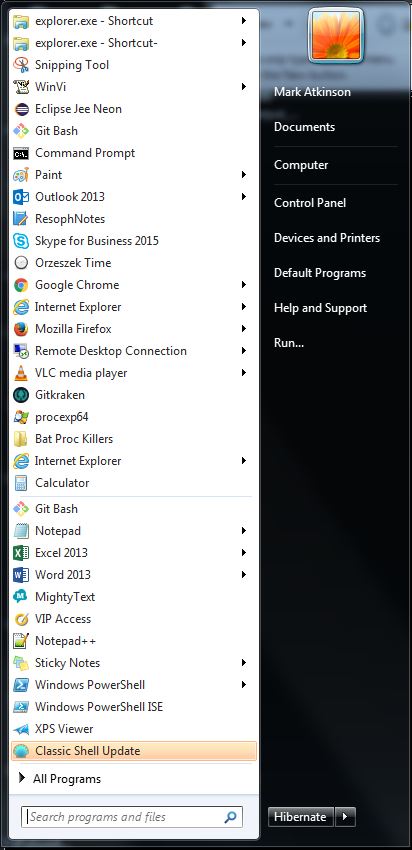 explorer.exe - Shortcut
explorer.exe - Shortcut-
Snipping Tool
WinVi
Eclipse Jee Neon
Git Bash
Command Prompt
Paint
Outlook 2013
ResophNotes
Skype for Business 2015
Orzeszek Time
Google Chrome
Internet Explorer
Mozilla Firefox
Remote Desktop Connection
VLC media player
Gitkraken
procexp64
Bat Proc Killers
Internet Explorer
Calculator
Git Bash
Notepad
Excel 2013
Word 2013
MightyText
VIP Access
Notepad++
Sticky Notes
Windows PowerShell
Windows PowerShell ISE
XPS Viewer
Classic Shell Update
All Programs
Search programs and files
Mark Atkinson
Documents
Computer
Control Panel
Devices and Printers
Default Programs
Help and Support
Run...
Hibernate